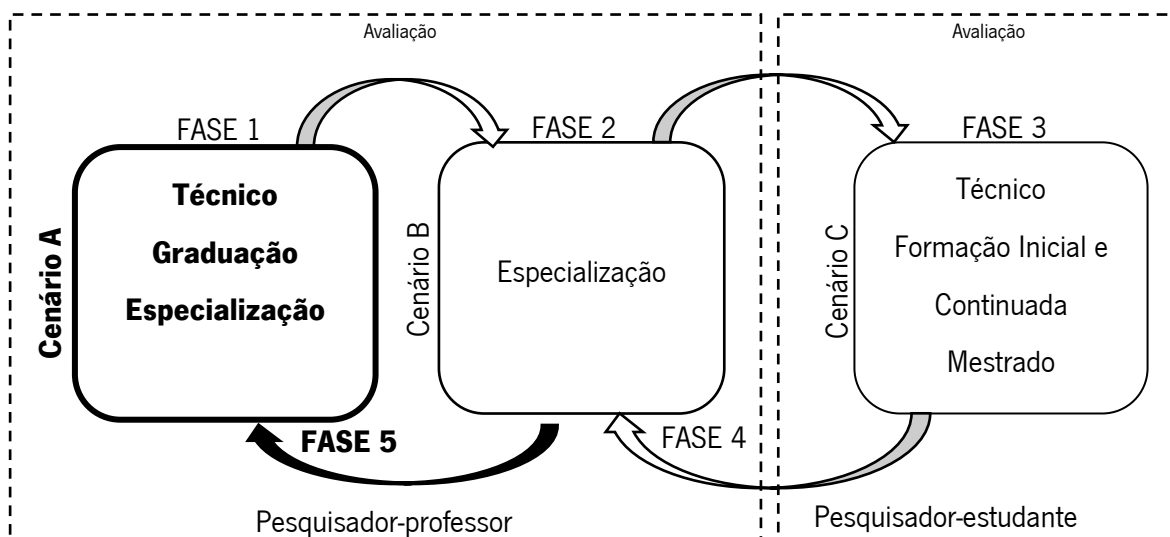 Avaliação
Avaliação
FASE 1
FASE 2
FASE 3
Cenário A
Técnico
Graduação
Especialização
Cenário B
Especialização
Cenário C
Técnico
Formação Inicial e
Continuada
Mestrado
FASE 5
FASE 4
Pesquisador-professor
Pesquisador-estudante